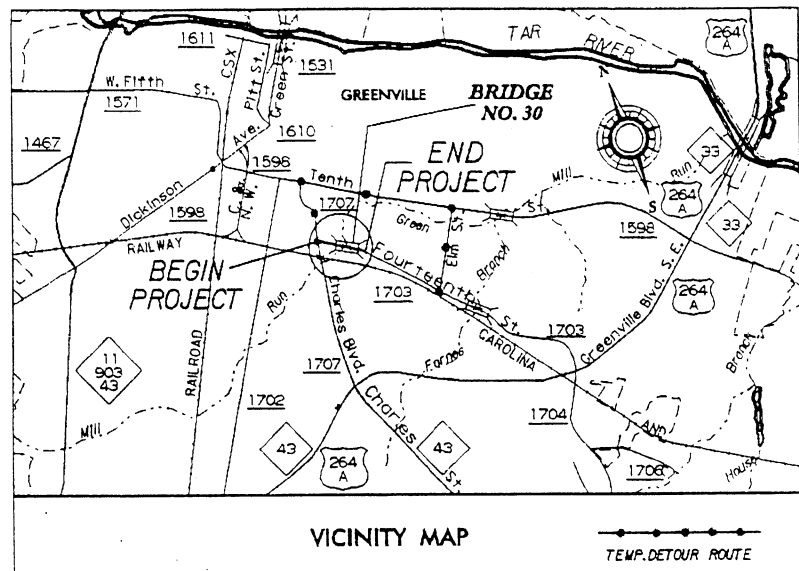 TAR RIVER
264 A
1611
CSX
Pitt St.
Green St.
1531
W. Fifth St.
1571
GREENVILLE
BRIDGE
NO. 30
1467
Ave.
1610
33
1598
Tenth St.
END
PROJECT
Mill Run
264 A
S
33
Dickinson
1598
N. W.
1707
Green
Elm St.
Branch
1598
RAILWAY
BEGIN
PROJECT
Fourteenth St.
1703
1703
Greenville Blvd. S.E.
264 A
Run
Charles Blvd.
CAROLINA
11
903
43
RAILROAD
1707
Branch
1702
Charles St.
1704
Ann
Mill
43
43
264 A
1706
House
VICINITY MAP
TEMP. DETOUR ROUTE